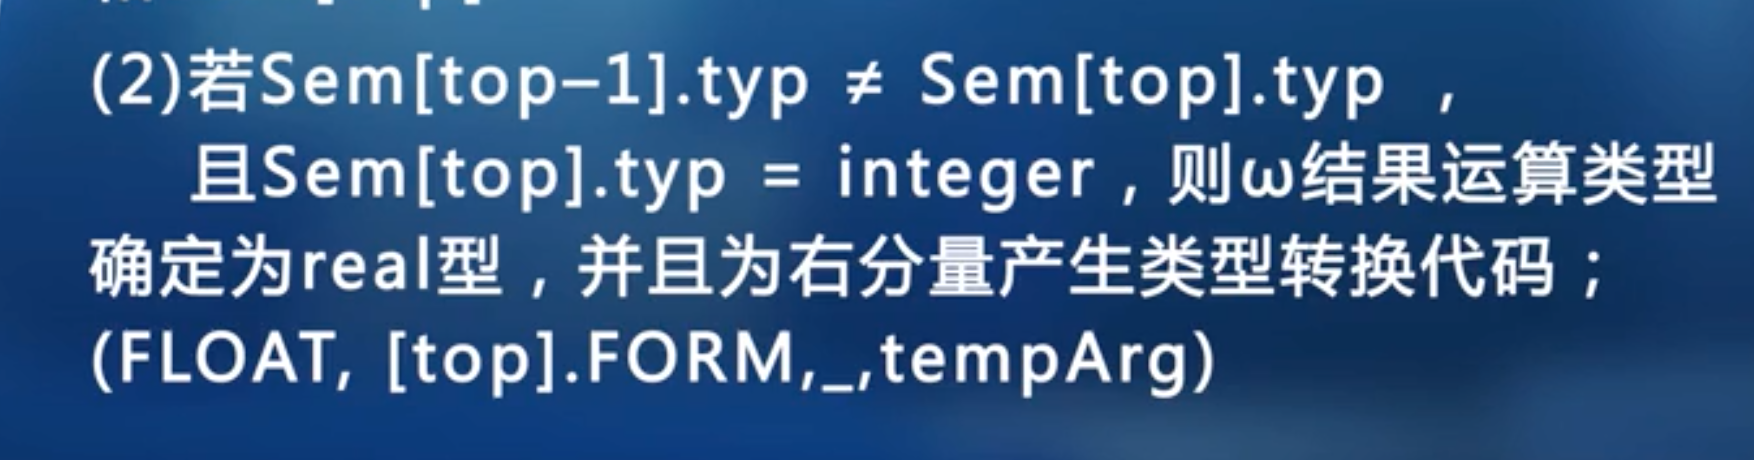 (2)若Sem[top–1].typ ≠ Sem[top].typ ，
且Sem[top].typ = integer，则ω结果运算类型
确定为real型，并且为右分量产生类型转换代码；
(FLOAT, [top].FORM,_,tempArg)